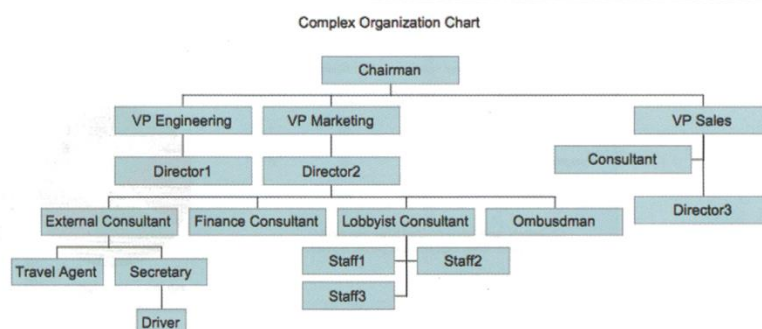 Complex Organization Chart
Chairman
VP Engineering
VP Marketing
VP Sales
Consultant
Director1
Director2
Director3
External Consultant
Finance Consultant
Lobbyist Consultant
Ombusdman
Staff1
Staff2
Travel Agent
Secretary
Staff3
Driver